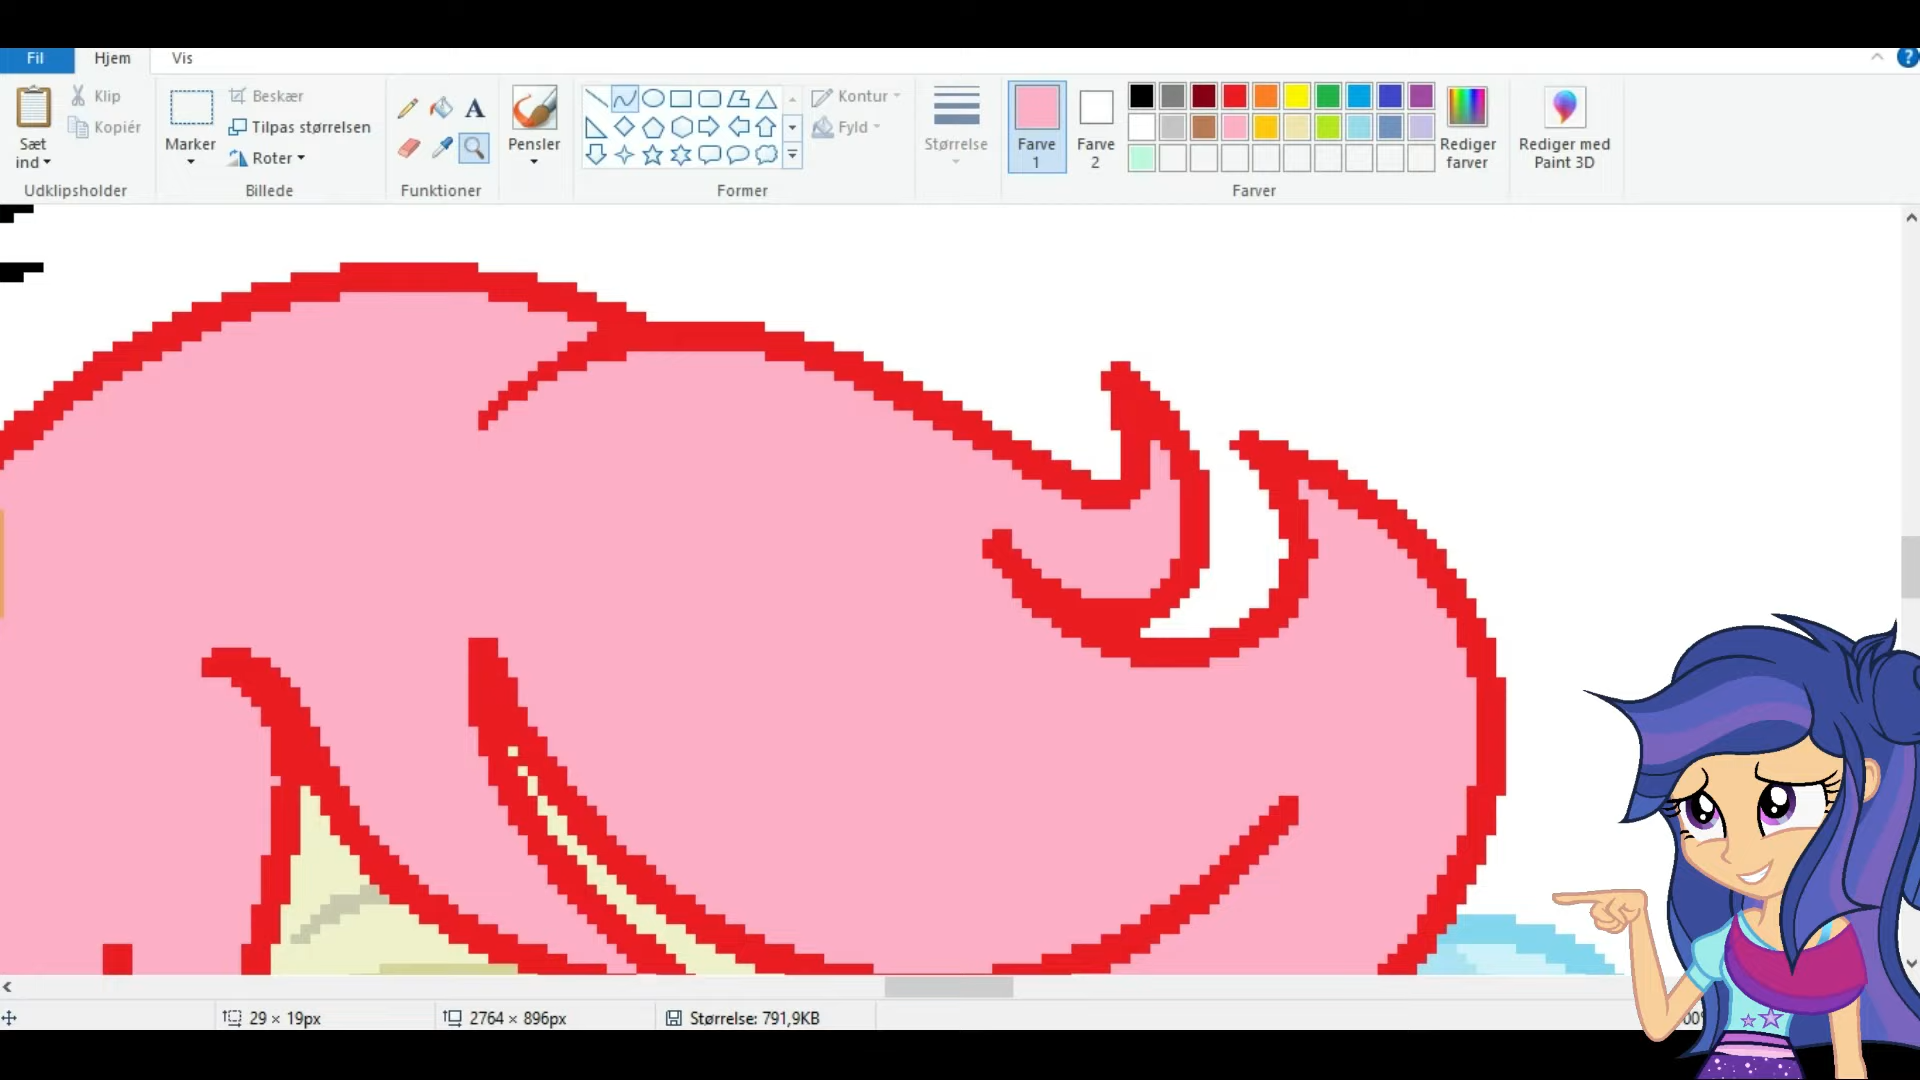 Fil Hjem Vis
Klip
Kopiér
Sæt
ind
Udklipsholder
Marker
Beskær
Tilpas størrelsen
Roter
Billede
A
Funktioner
Pensler
Former
Kontur
Fyld
Størrelse
Farve
1
Farve
2
Farver
Rediger
farver
Rediger med
Paint 3D
?
29 × 19px
2764 × 896px
Størrelse: 791,9KB